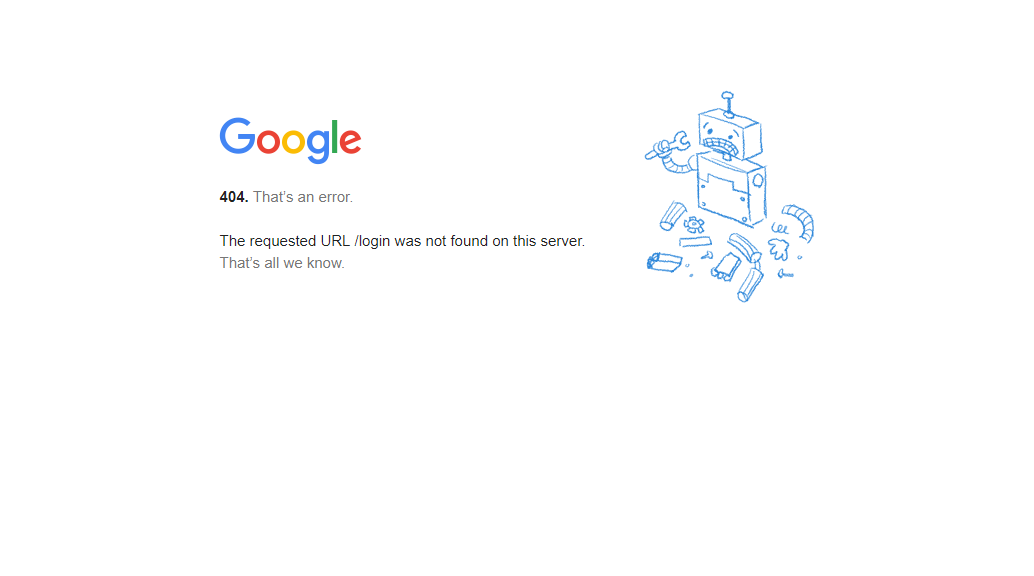 Google
404. That's an error.
The requested URL /login was not found on this server.
That's all we know.